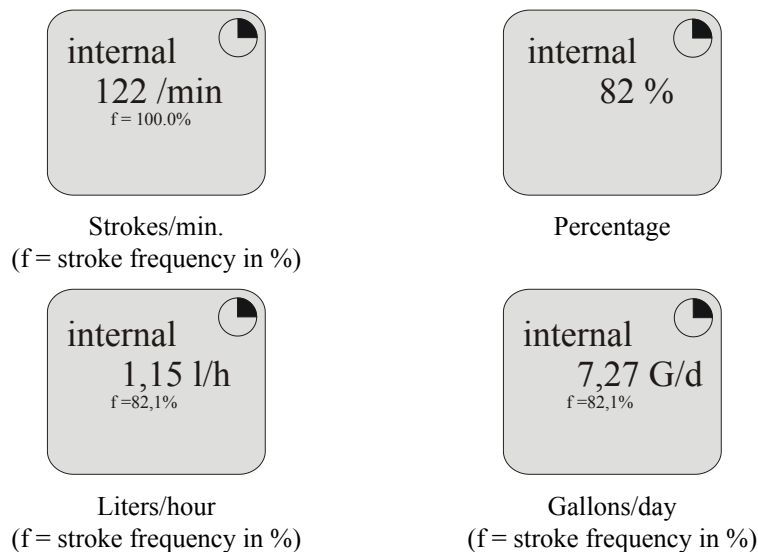 internal
122 /min
f = 100.0%
Strokes/min.
(f = stroke frequency in %)
internal
82 %
Percentage
internal
1,15 l/h
f =82,1%
Liters/hour
(f = stroke frequency in %)
internal
7,27 G/d
f =82,1%
Gallons/day
(f = stroke frequency in %)